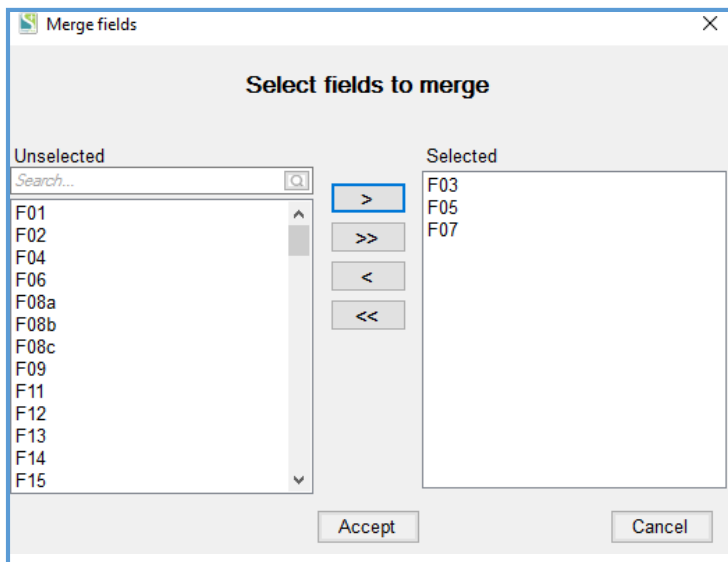 Merge fields
Select fields to merge
Unselected
Search...
F01
F02
F04
F06
F08a
F08b
F08c
F09
F11
F12
F13
F14
F15
>
>>
<
<<
Selected
F03
F05
F07
Accept
Cancel